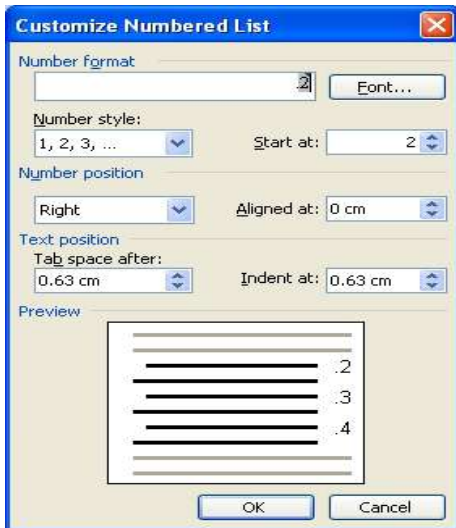 Customize Numbered List
Number format
.2
Font...
Number style:
1, 2, 3, ...
Start at: 2
Number position
Right
Aligned at: 0 cm
Text position
Tab space after:
0.63 cm
Indent at: 0.63 cm
Preview
.2
.3
.4
OK Cancel